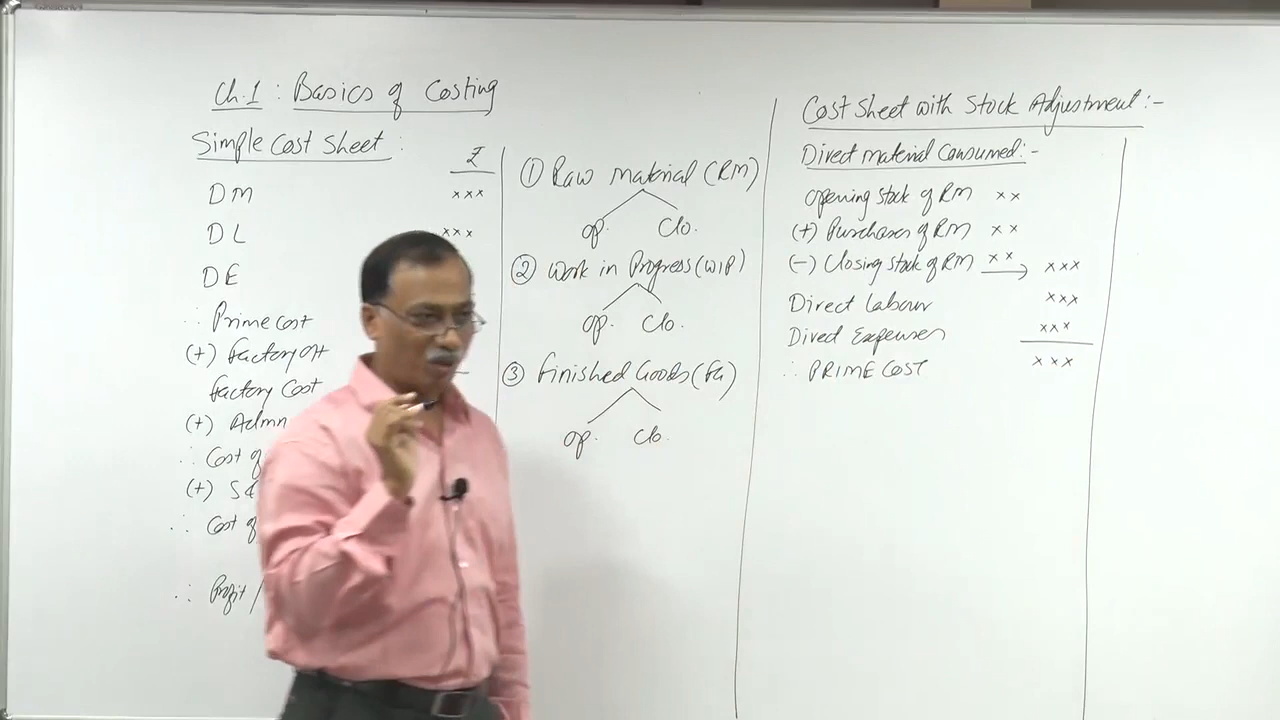 Ch.1 : Basics of Costing
Simple Cost Sheet :
₹
DM xxx
DL xxx
DE
∴ Prime Cost
(+) Factory OH
Factory Cost
(+) Admn
∴ Cost of
(+) Se
∴ Cost of
∴ Profit /
① Raw Material (RM)
op. Clo.
② Work in Progress (WIP)
op. Clo.
③ Finished Goods (FG)
op. Clo.
Cost Sheet with Stock Adjustment :-
Direct Material Consumed :-
Opening Stock of RM xx
(+) Purchases of RM xx
(-) Closing Stock of RM xx → xxx
Direct Labour xxx
Direct Expenses xxx
∴ PRIME COST xxx